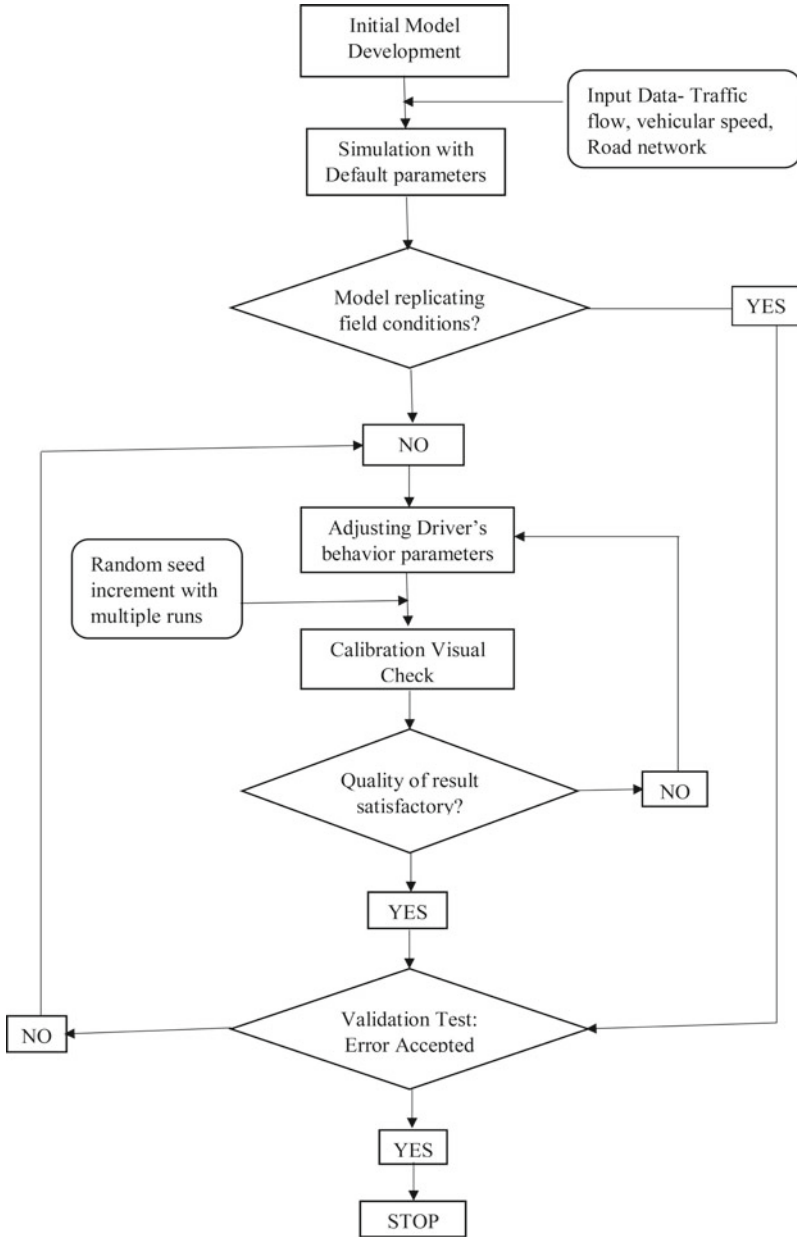 Initial Model
Development
Input Data- Traffic
flow, vehicular speed,
Road network
Simulation with
Default parameters
Model replicating
field conditions?
YES
NO
Adjusting Driver’s
behavior parameters
Random seed
increment with
multiple runs
Calibration Visual
Check
Quality of result
satisfactory?
NO
YES
Validation Test:
Error Accepted
NO
YES
STOP